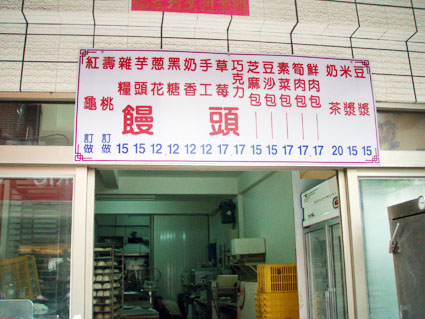 紅龜 訂做
壽桃 訂做
雜糧 15
芋頭 15
蔥花 12
黑糖 12
奶香 12
手工 12
草莓 15
巧克力 17
饅頭
芝麻包 15
豆沙包 15
素菜包 17
筍肉包 17
鮮肉包 17
奶茶 20
米漿 15
豆漿 15